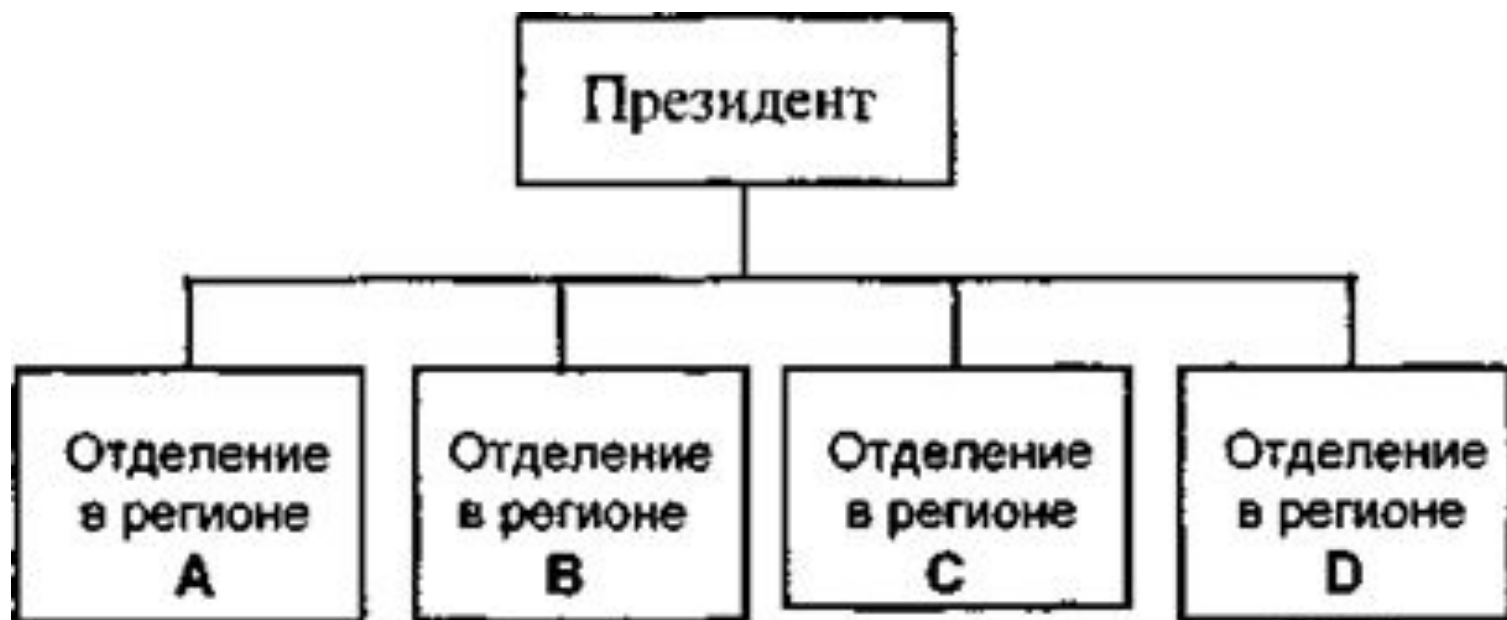 Президент
Отделение
в регионе
A
Отделение
в регионе
B
Отделение
в регионе
C
Отделение
в регионе
D